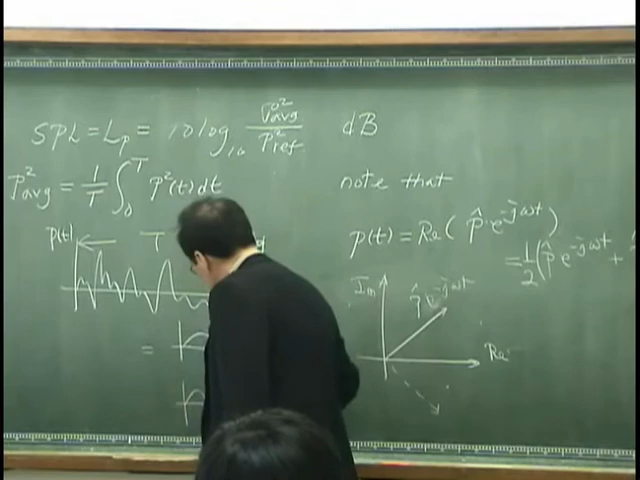 SPL = Lp = 10 log₁₀ P²avg / P²ref dB
P²avg = 1/T ∫₀ᵀ P²(t) dt
note that
p(t) T
p(t) = Re( P̂ · e^-jωt )
= 1/2 ( P̂ e^-jωt +
Im P̂ e^-jωt
Re
=